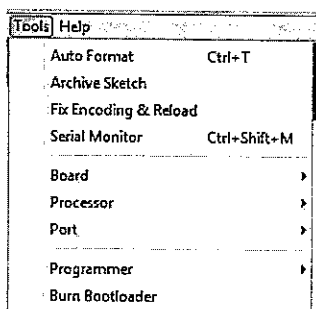 Tools Help
Auto Format Ctrl+T
Archive Sketch
Fix Encoding & Reload
Serial Monitor Ctrl+Shift+M
Board
Processor
Port
Programmer
Burn Bootloader